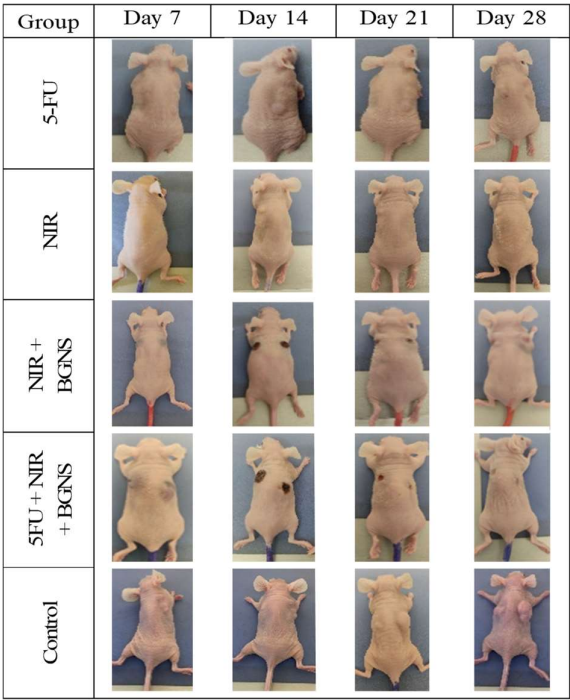 Group Day 7 Day 14 Day 21 Day 28
5-FU
NIR
NIR +
BGNS
5FU + NIR
+ BGNS
Control